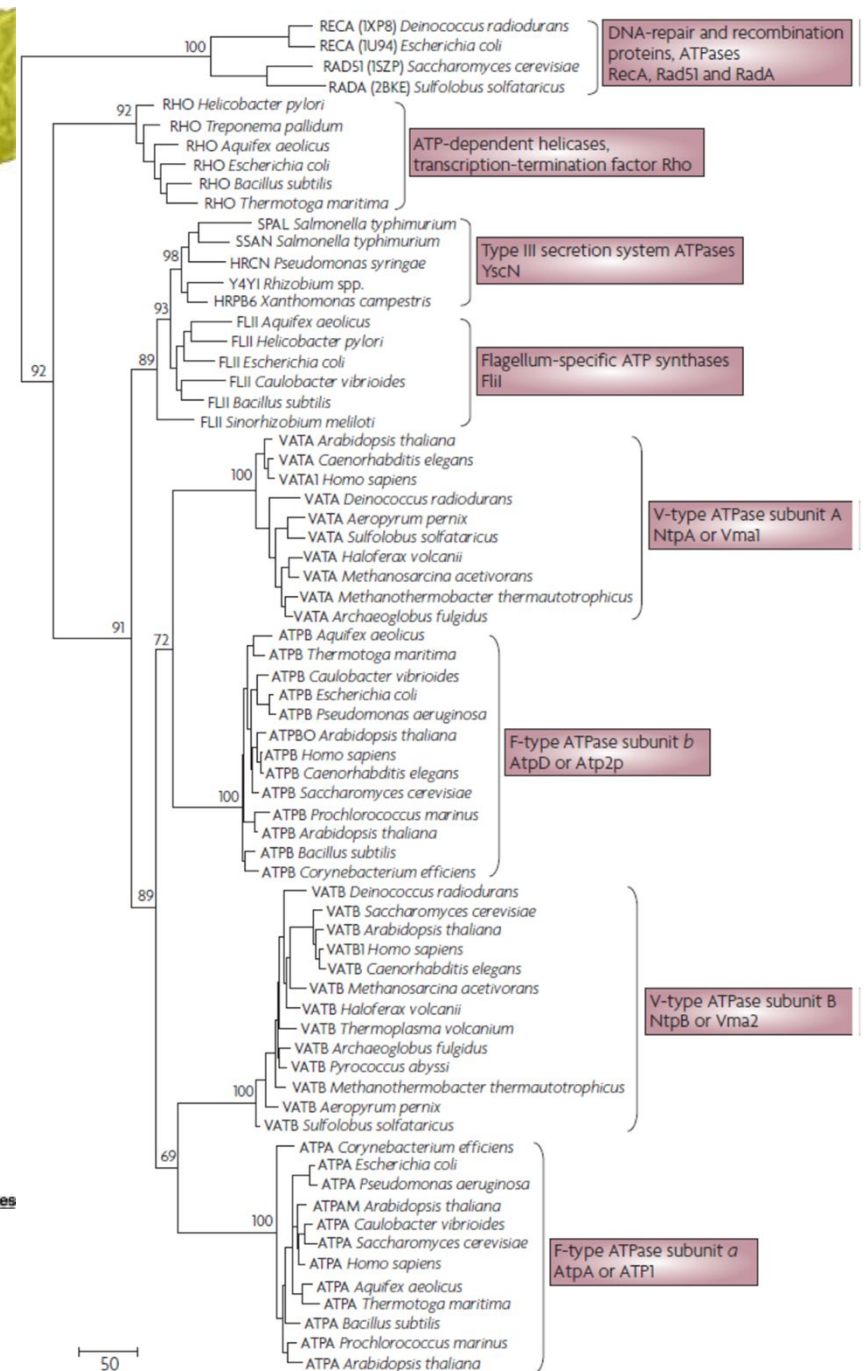 100
RECA (1XP8) Deinococcus radiodurans
RECA (1U94) Escherichia coli
RAD51 (1SZP) Saccharomyces cerevisiae
RADA (2BKE) Sulfolobus solfataricus
DNA-repair and recombination
proteins, ATPases
RecA, Rad51 and RadA
92
RHO Helicobacter pylori
RHO Treponema pallidum
RHO Aquifex aeolicus
RHO Escherichia coli
RHO Bacillus subtilis
RHO Thermotoga maritima
ATP-dependent helicases,
transcription-termination factor Rho
98
SPAL Salmonella typhimurium
SSAN Salmonella typhimurium
HRCN Pseudomonas syringae
Y4YI Rhizobium spp.
HRPB6 Xanthomonas campestris
Type III secretion system ATPases
YscN
93
89
92
FLII Aquifex aeolicus
FLII Helicobacter pylori
FLII Escherichia coli
FLII Caulobacter vibrioides
FLII Bacillus subtilis
FLII Sinorhizobium meliloti
Flagellum-specific ATP synthases
FliI
100
VATA Arabidopsis thaliana
VATA Caenorhabditis elegans
VATA1 Homo sapiens
VATA Deinococcus radiodurans
VATA Aeropyrum pernix
VATA Sulfolobus solfataricus
VATA Haloferax volcanii
VATA Methanosarcina acetivorans
VATA Methanothermobacter thermautotrophicus
VATA Archaeoglobus fulgidus
V-type ATPase subunit A
NtpA or Vma1
91
72
ATPB Aquifex aeolicus
ATPB Thermotoga maritima
ATPB Caulobacter vibrioides
ATPB Escherichia coli
ATPB Pseudomonas aeruginosa
ATPBO Arabidopsis thaliana
ATPB Homo sapiens
ATPB Caenorhabditis elegans
ATPB Saccharomyces cerevisiae
100
ATPB Prochlorococcus marinus
ATPB Arabidopsis thaliana
ATPB Bacillus subtilis
ATPB Corynebacterium efficiens
F-type ATPase subunit b
AtpD or Atp2p
89
VATB Deinococcus radiodurans
VATB Saccharomyces cerevisiae
VATB Arabidopsis thaliana
VATB1 Homo sapiens
VATB Caenorhabditis elegans
VATB Methanosarcina acetivorans
VATB Haloferax volcanii
VATB Thermoplasma volcanium
VATB Archaeoglobus fulgidus
VATB Pyrococcus abyssi
VATB Methanothermobacter thermautotrophicus
VATB Aeropyrum pernix
VATB Sulfolobus solfataricus
100
V-type ATPase subunit B
NtpB or Vma2
69
ATPA Corynebacterium efficiens
ATPA Escherichia coli
ATPA Pseudomonas aeruginosa
ATPAM Arabidopsis thaliana
ATPA Caulobacter vibrioides
ATPA Saccharomyces cerevisiae
ATPA Homo sapiens
ATPA Aquifex aeolicus
ATPA Thermotoga maritima
ATPA Bacillus subtilis
ATPA Prochlorococcus marinus
ATPA Arabidopsis thaliana
100
F-type ATPase subunit a
AtpA or ATP1
es
50